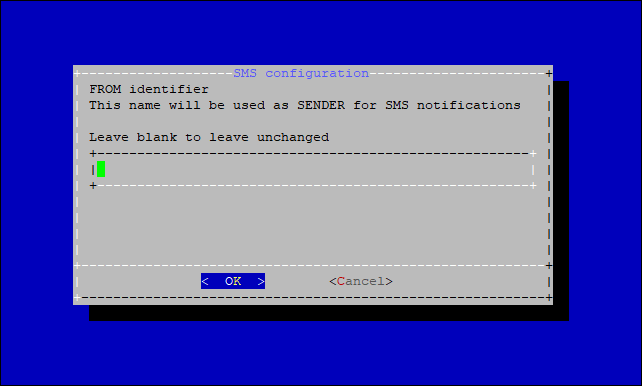 SMS configuration
FROM identifier
This name will be used as SENDER for SMS notifications
Leave blank to leave unchanged
< OK > <Cancel>